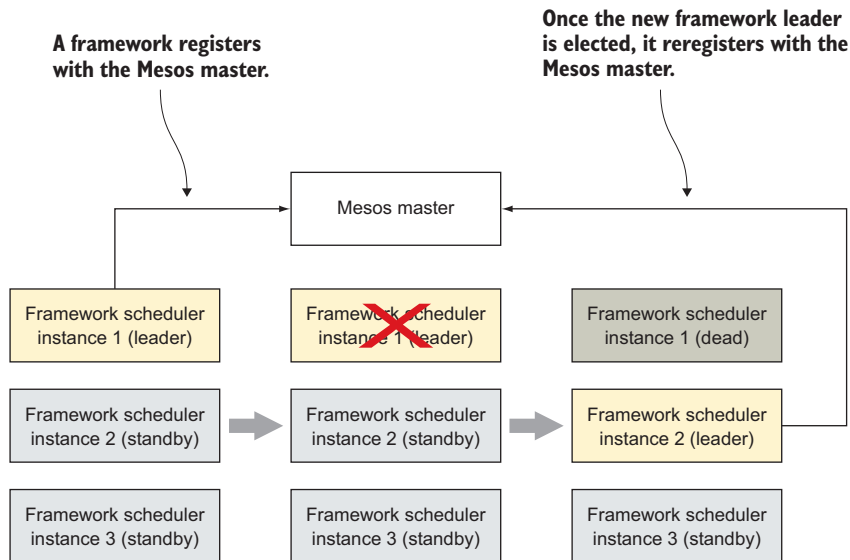 A framework registers
with the Mesos master.
Once the new framework leader
is elected, it reregisters with the
Mesos master.
Mesos master
Framework scheduler
instance 1 (leader)
Framework scheduler
instance 1 (leader)
Framework scheduler
instance 1 (dead)
Framework scheduler
instance 2 (standby)
Framework scheduler
instance 2 (standby)
Framework scheduler
instance 2 (leader)
Framework scheduler
instance 3 (standby)
Framework scheduler
instance 3 (standby)
Framework scheduler
instance 3 (standby)